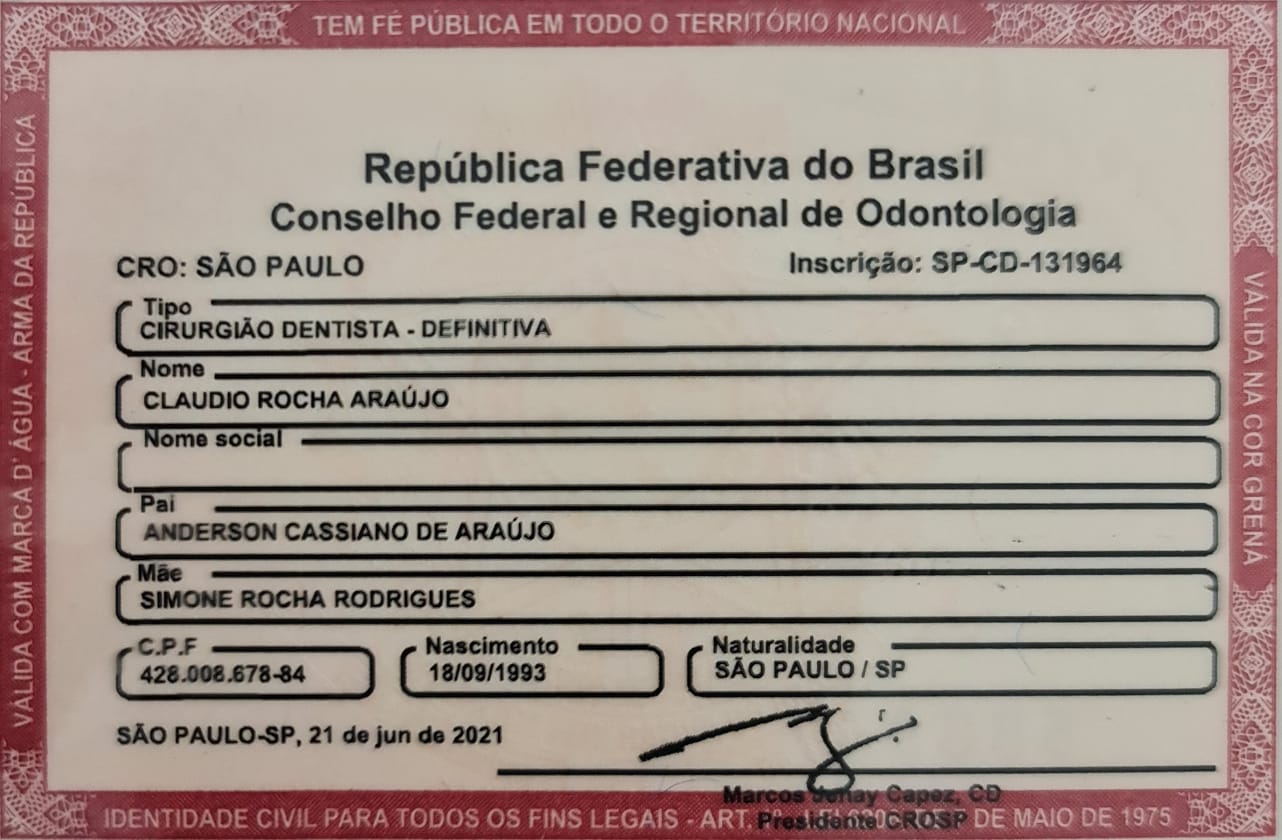 TEM FÉ PÚBLICA EM TODO O TERRITÓRIO NACIONAL
VÁLIDA COM MARCA D' ÁGUA - ARMA DA REPÚBLICA
República Federativa do Brasil
Conselho Federal e Regional de Odontologia
CRO: SÃO PAULO Inscrição: SP-CD-131964
Tipo
CIRURGIÃO DENTISTA - DEFINITIVA
Nome
CLAUDIO ROCHA ARAÚJO
Nome social
Pai
ANDERSON CASSIANO DE ARAÚJO
Mãe
SIMONE ROCHA RODRIGUES
C.P.F Nascimento Naturalidade
428.008.678-84 18/09/1993 SÃO PAULO / SP
SÃO PAULO-SP, 21 de jun de 2021
Marcos Capez, CD
Presidente CROSP
IDENTIDADE CIVIL PARA TODOS OS FINS LEGAIS - ART. DE MAIO DE 1975
VÁLIDA NA COR GRENÁ